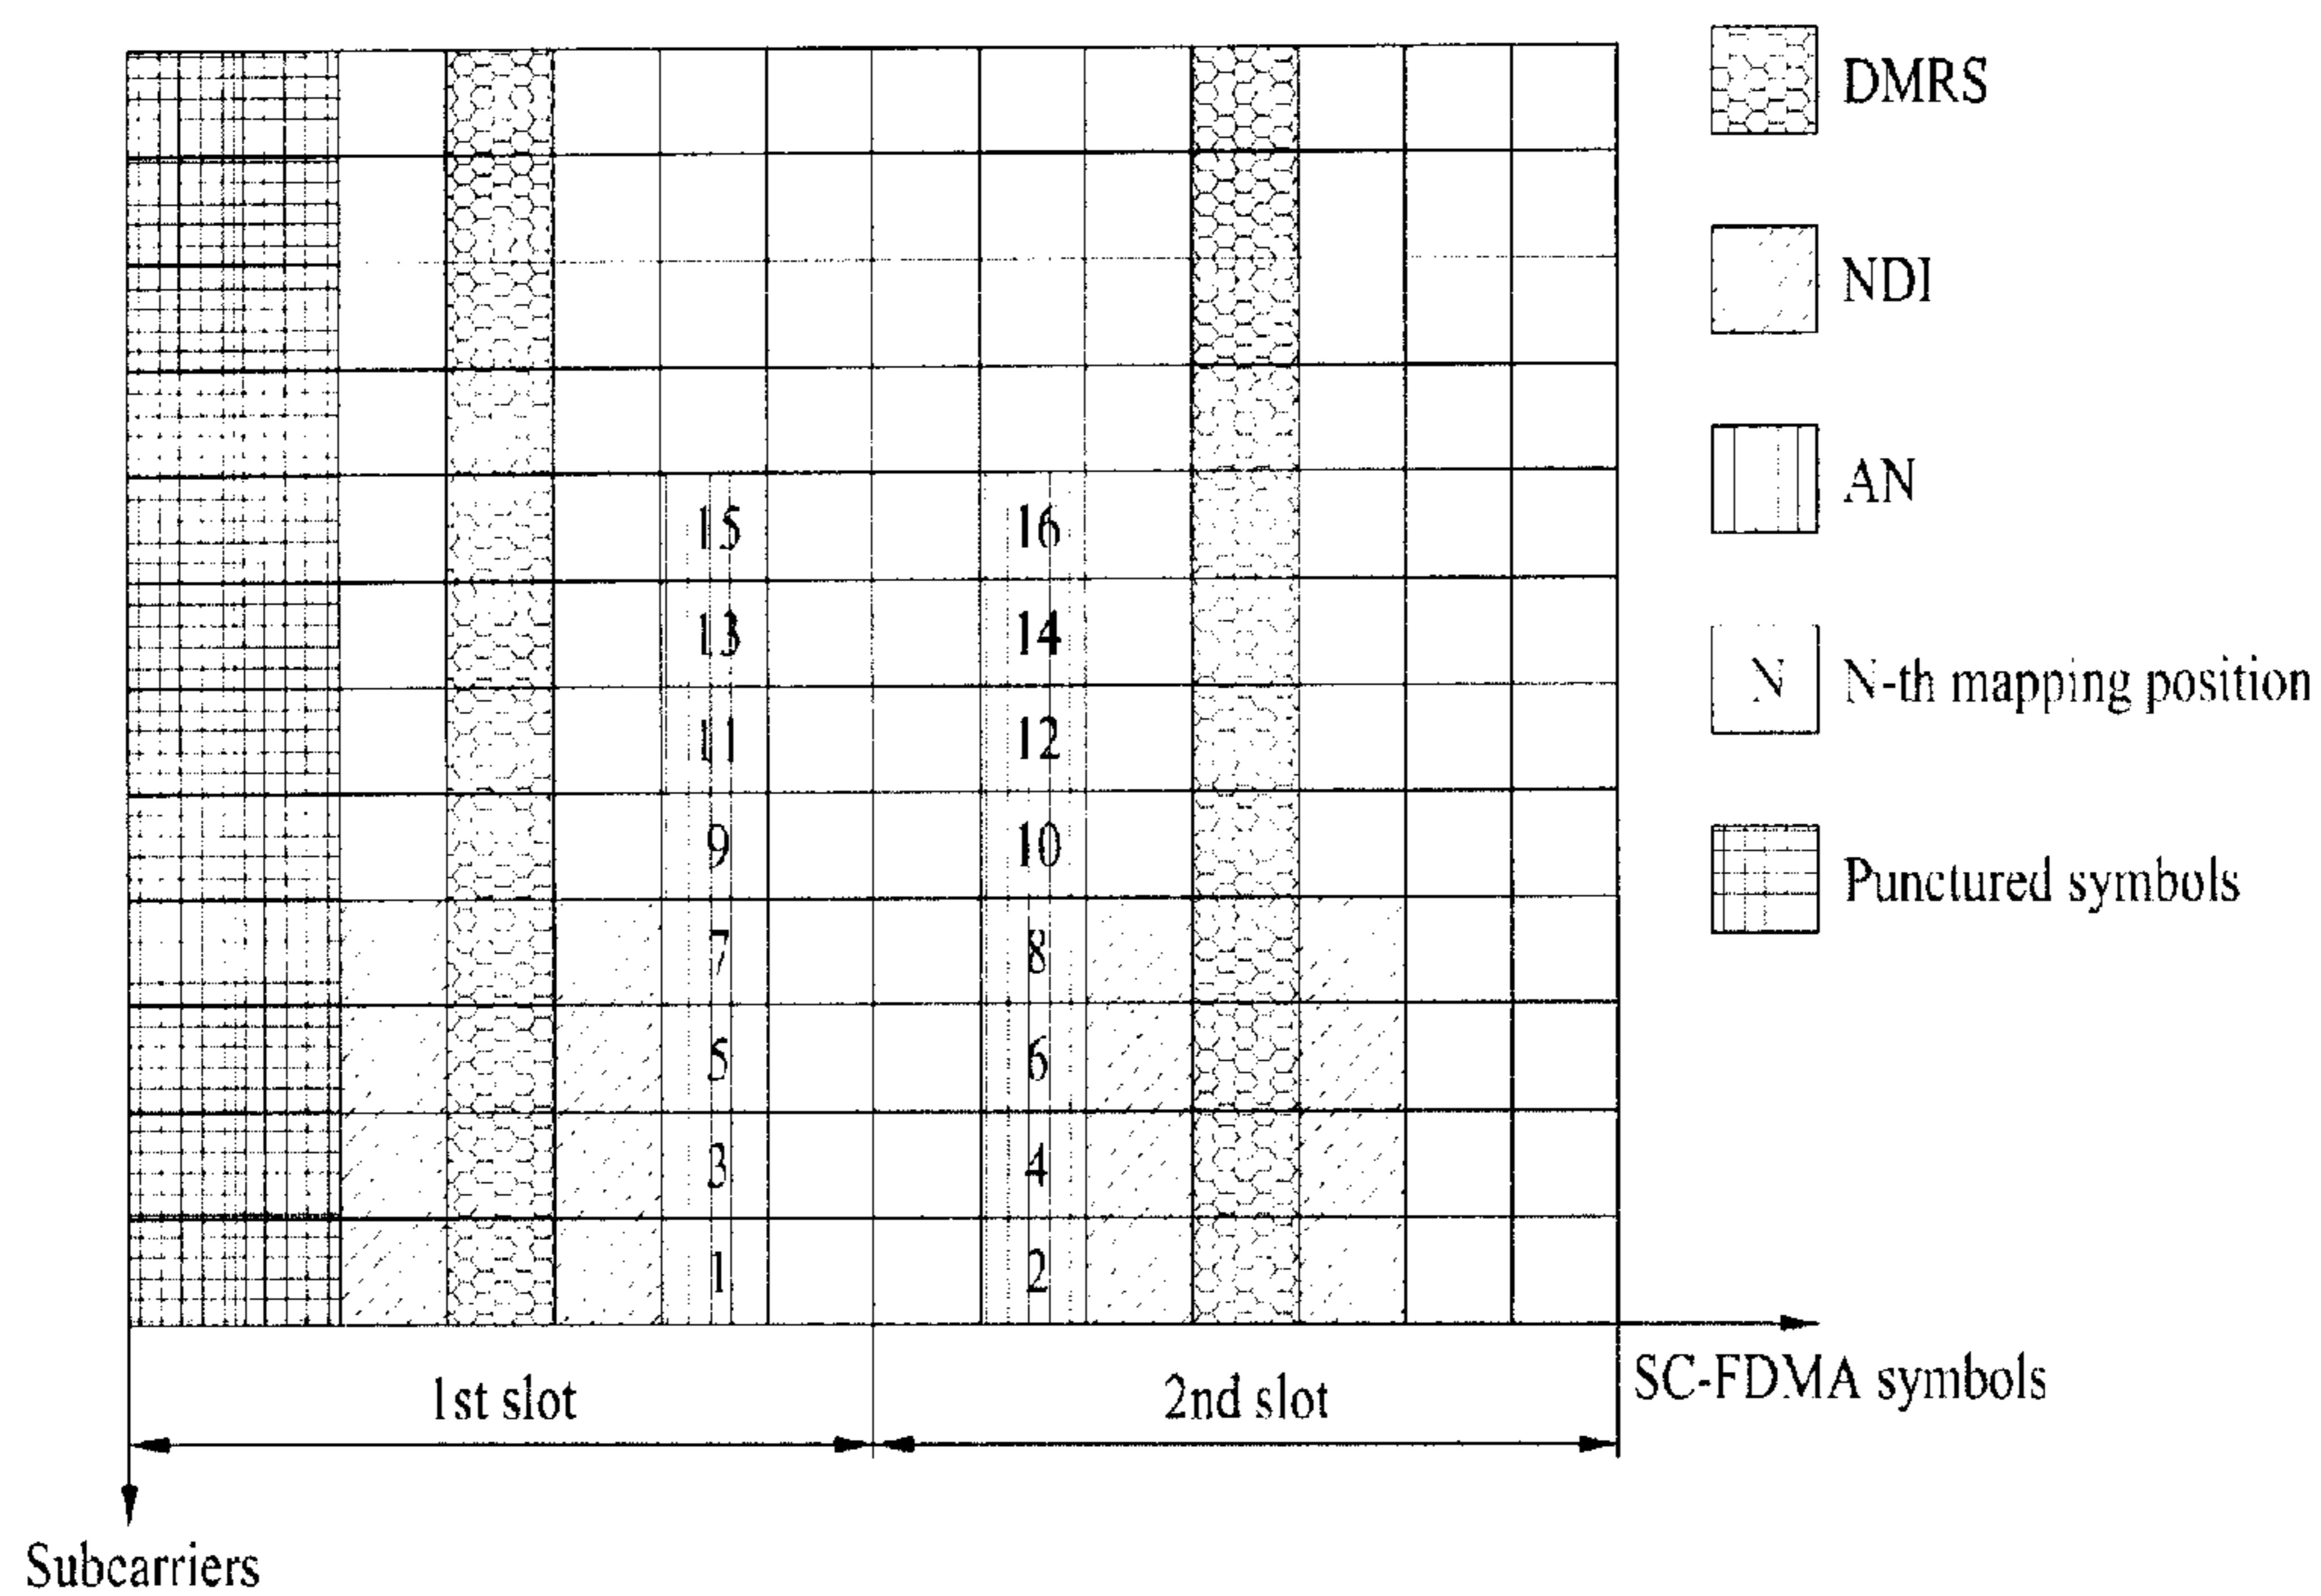 DMRS
NDI
AN
N N-th mapping position
Punctured symbols
15 16
13 14
11 12
9 10
7 8
5 6
3 4
1 2
SC-FDMA symbols
1st slot 2nd slot
Subcarriers